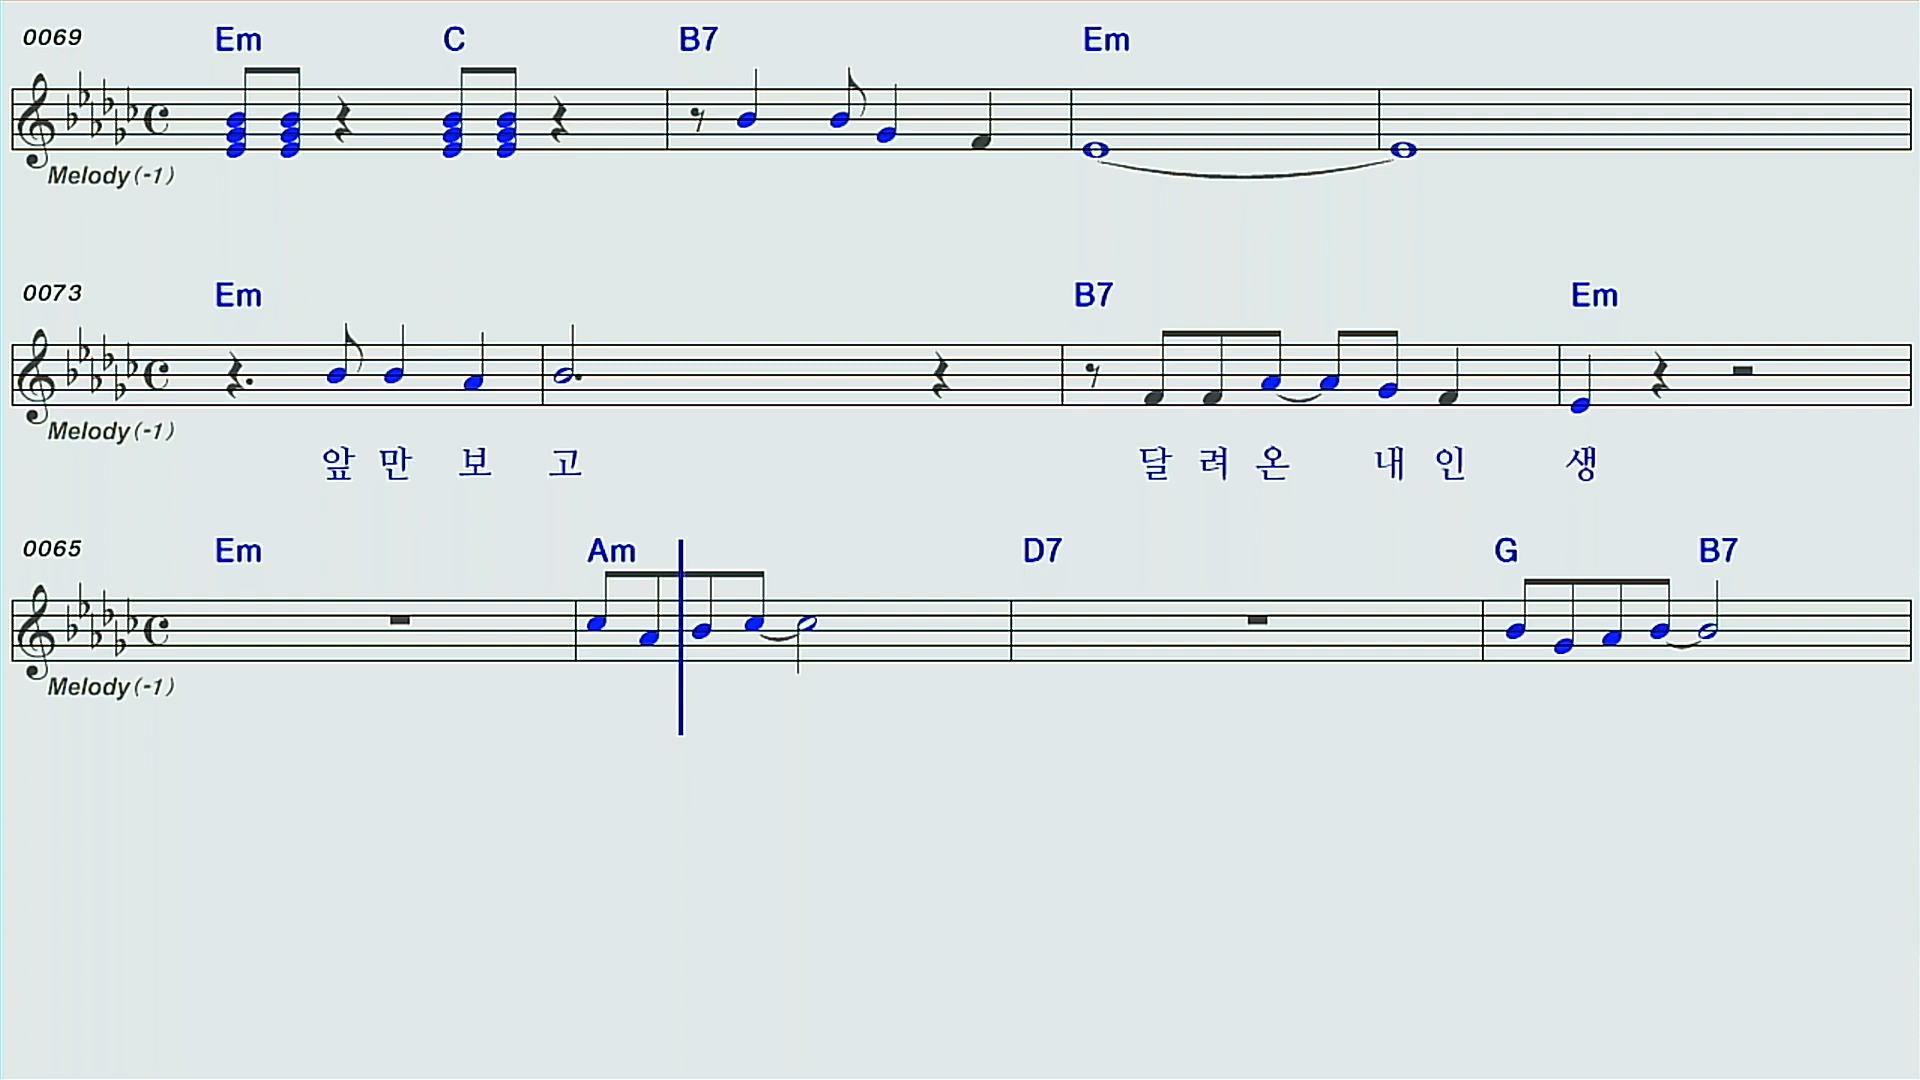 0069 Em C B7 Em
Melody(-1)
0073 Em B7 Em
Melody(-1)
앞 만 보 고 달 려 온 내 인 생
0065 Em Am D7 G B7
Melody(-1)